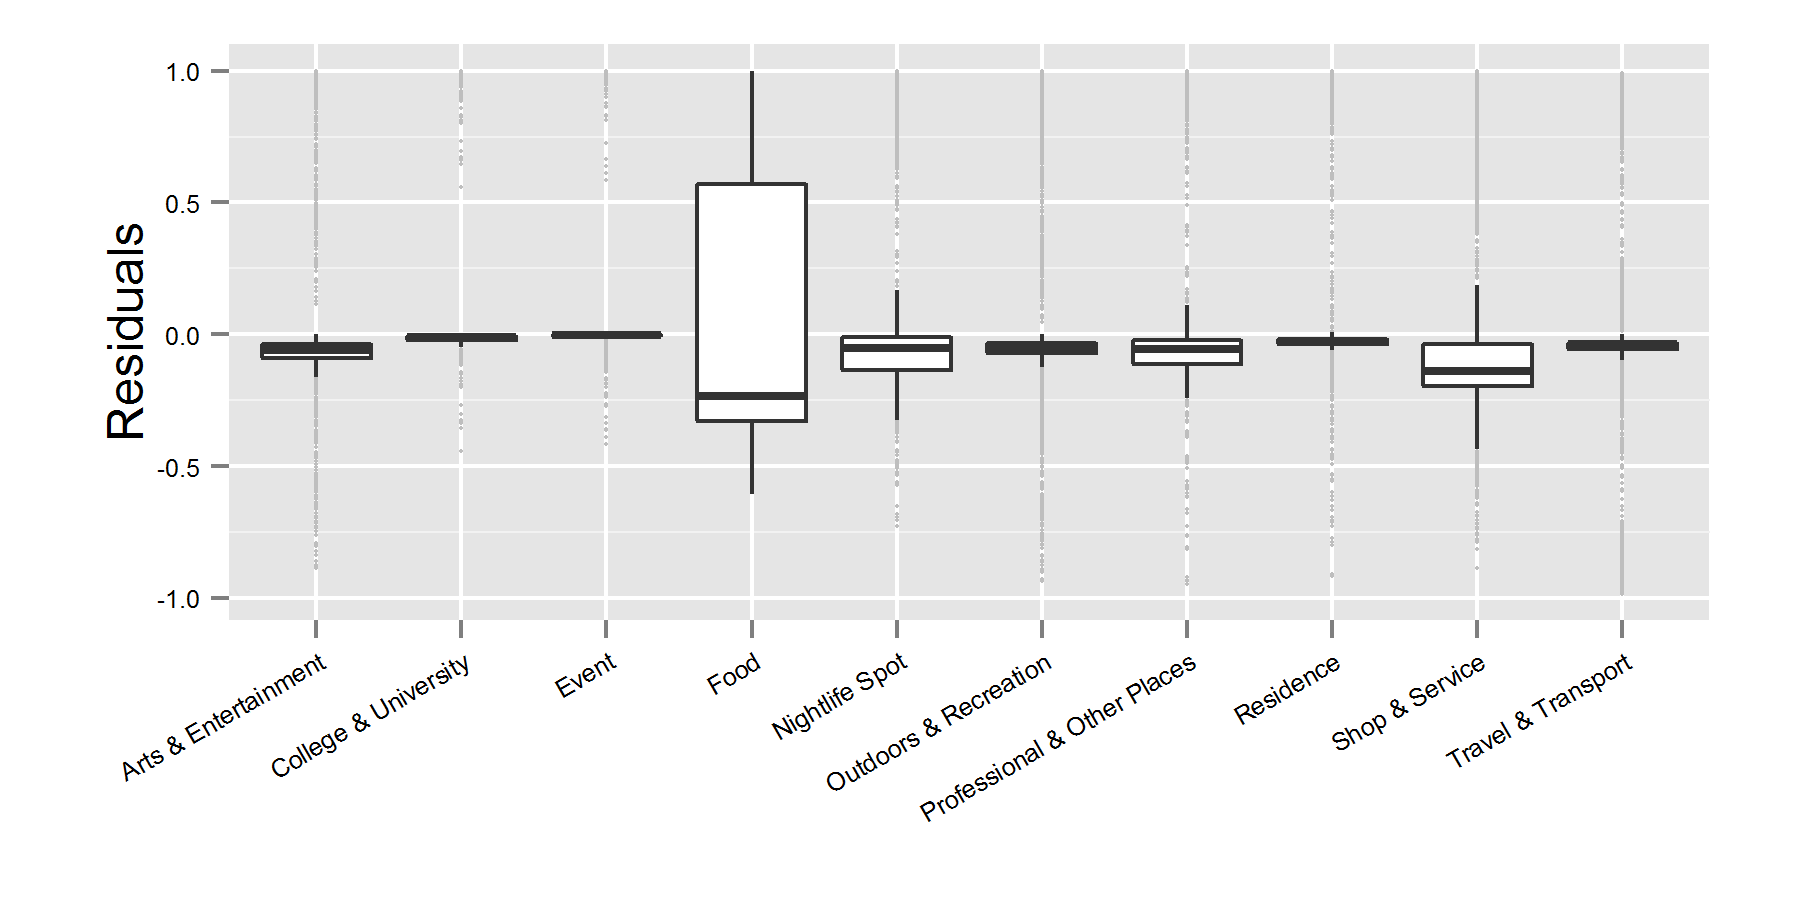 Residuals
1.0
0.5
0.0
-0.5
-1.0
Arts & Entertainment
College & University
Event
Food
Nightlife Spot
Outdoors & Recreation
Professional & Other Places
Residence
Shop & Service
Travel & Transport